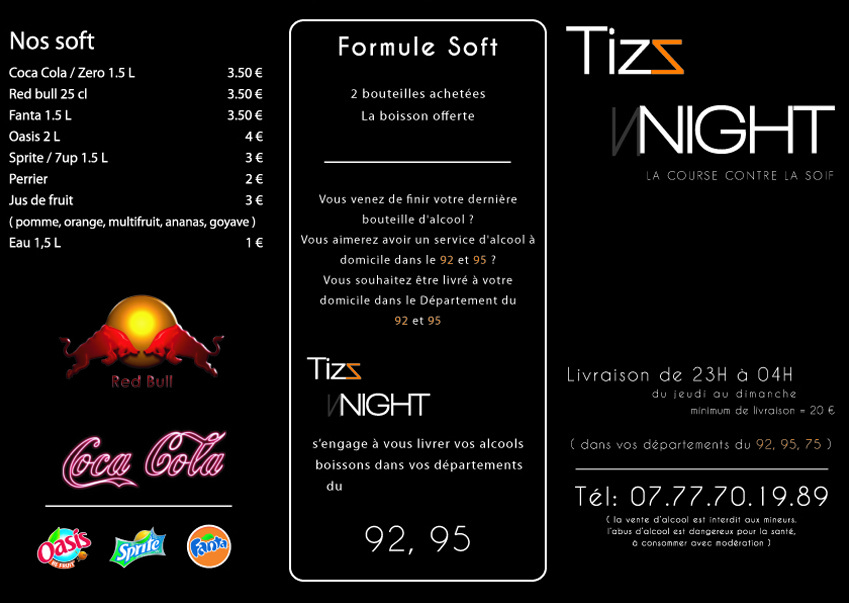 Nos soft
Coca Cola / Zero 1.5 L 3.50 €
Red bull 25 cl 3.50 €
Fanta 1.5 L 3.50 €
Oasis 2 L 4 €
Sprite / 7up 1.5 L 3 €
Perrier 2 €
Jus de fruit 3 €
( pomme, orange, multifruit, ananas, goyave )
Eau 1,5 L 1 €
Red Bull
Coca Cola
Oasis
BE FRUIT
Sprite
Fanta
Formule Soft
2 bouteilles achetées
La boisson offerte
Vous venez de finir votre dernière
bouteille d'alcool ?
Vous aimerez avoir un service d'alcool à
domicile dans le 92 et 95 ?
Vous souhaitez être livré à votre
domicile dans le Département du
92 et 95
Tizz
NIGHT
s'engage à vous livrer vos alcools
boissons dans vos départements
du
92, 95
Tizz
NIGHT
LA COURSE CONTRE LA SOIF
Livraison de 23H à 04H
du jeudi au dimanche
minimum de livraison = 20 €
( dans vos départements du 92, 95, 75 )
Tél: 07.77.70.19.89
( la vente d'alcool est interdit aux mineurs.
l'abus d'alcool est dangereux pour la santé,
à consommer avec modération )